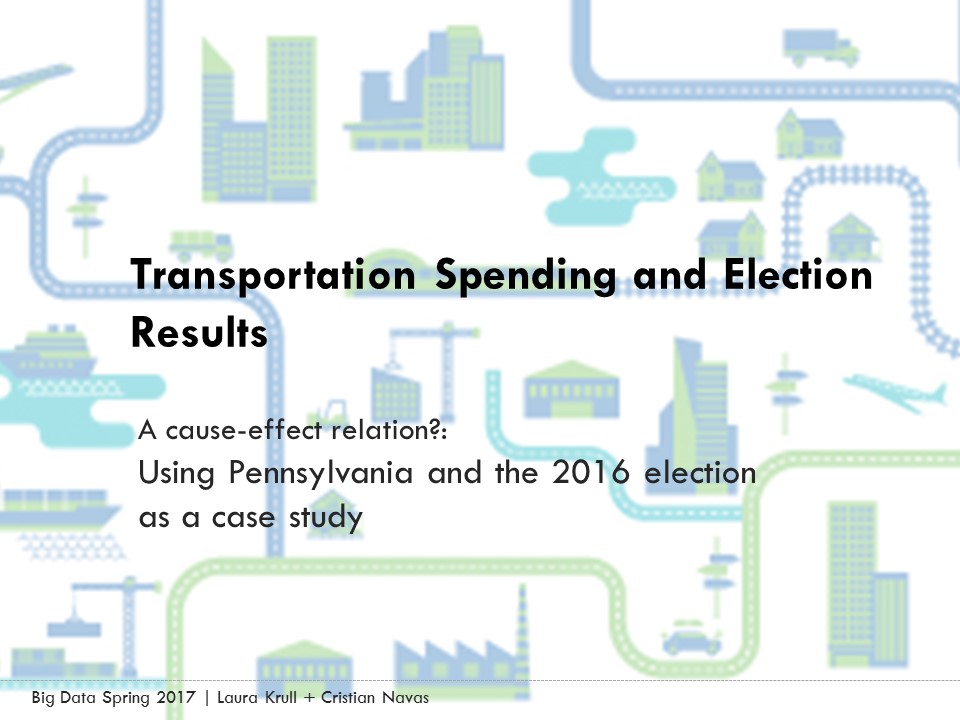 Transportation Spending and Election
Results
A cause-effect relation?:
Using Pennsylvania and the 2016 election
as a case study
Big Data Spring 2017 | Laura Krull + Cristian Navas